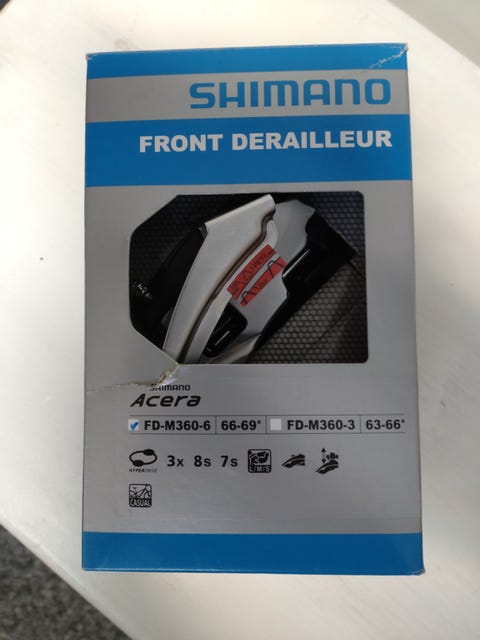 SHIMANO
FRONT DERAILLEUR
SHIMANO
Acera
FD-M360-6 66-69° FD-M360-3 63-66°
HYPERDRIVE 3x 8s 7s L/M/S
CASUAL